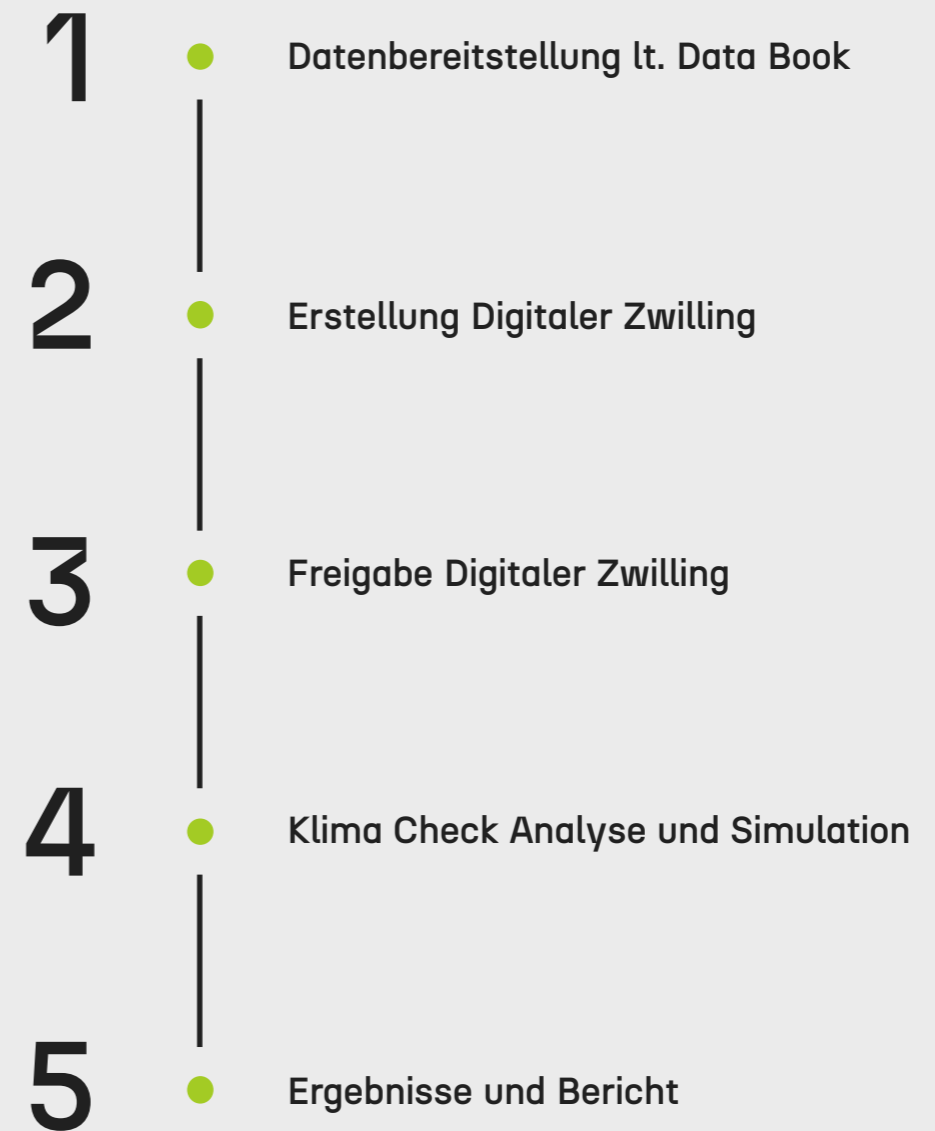 1
Datenbereitstellung lt. Data Book
2
Erstellung Digitaler Zwilling
3
Freigabe Digitaler Zwilling
4
Klima Check Analyse und Simulation
5
Ergebnisse und Bericht